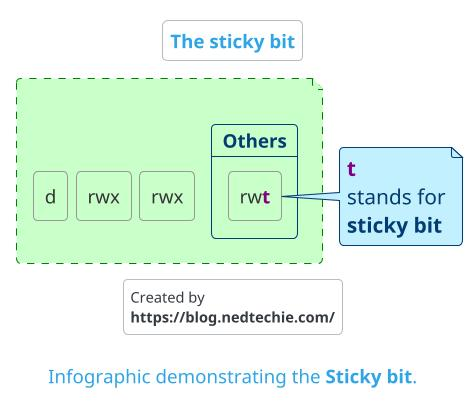 The sticky bit
Others
d rwx rwx rwt
t
stands for
sticky bit
Created by
https://blog.nedtechie.com/
Infographic demonstrating the Sticky bit.